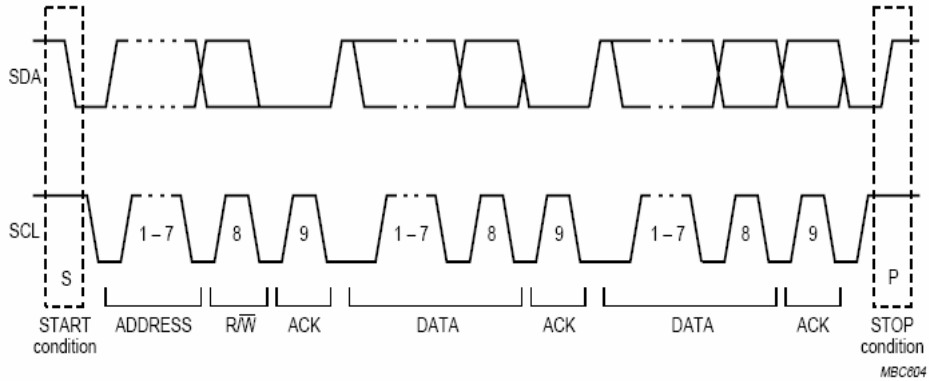 SDA
SCL
1 – 7 8 9 1 – 7 8 9 1 – 7 8 9
S P
START ADDRESS R/W̅ ACK DATA ACK DATA ACK STOP
condition condition
MBC604